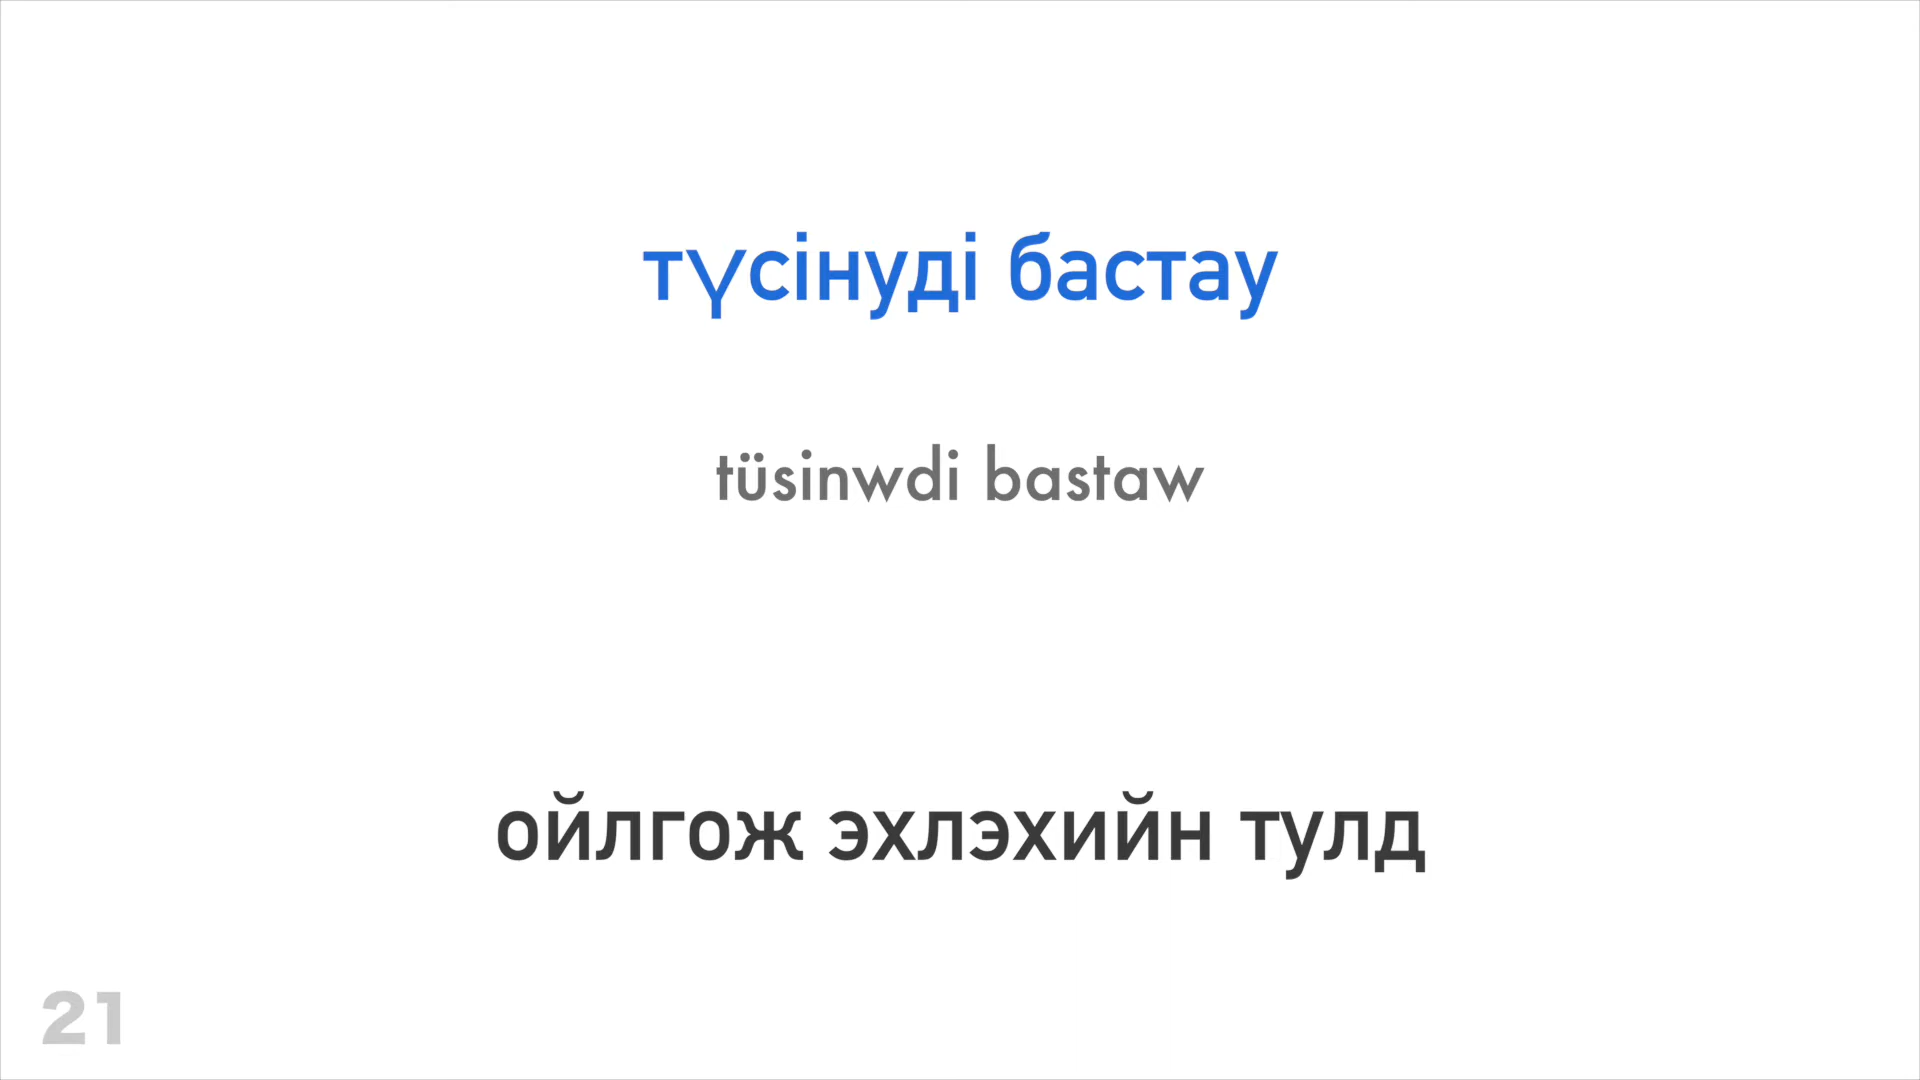 түсінуді бастау
tüsinwdi bastaw
ойлгож эхлэхийн тулд
21